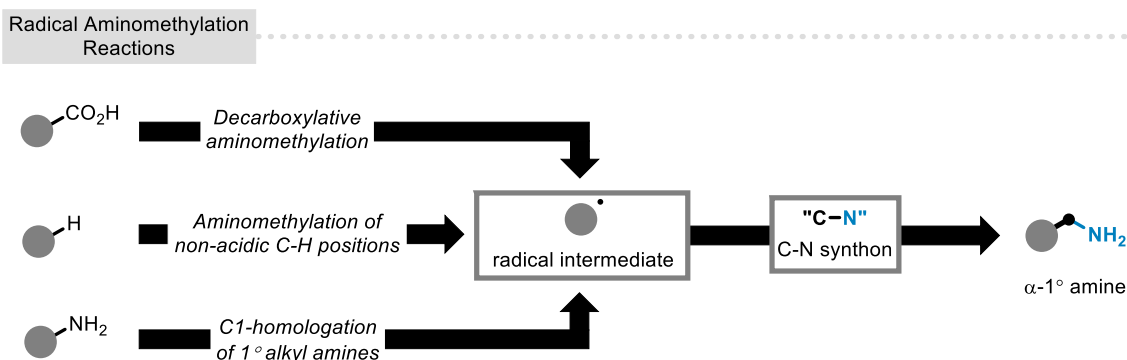 Radical Aminomethylation
Reactions
CO₂H
Decarboxylative
aminomethylation
H
Aminomethylation of
non-acidic C-H positions
radical intermediate
"C–N"
C-N synthon
NH₂
α-1° amine
NH₂
C1-homologation
of 1° alkyl amines